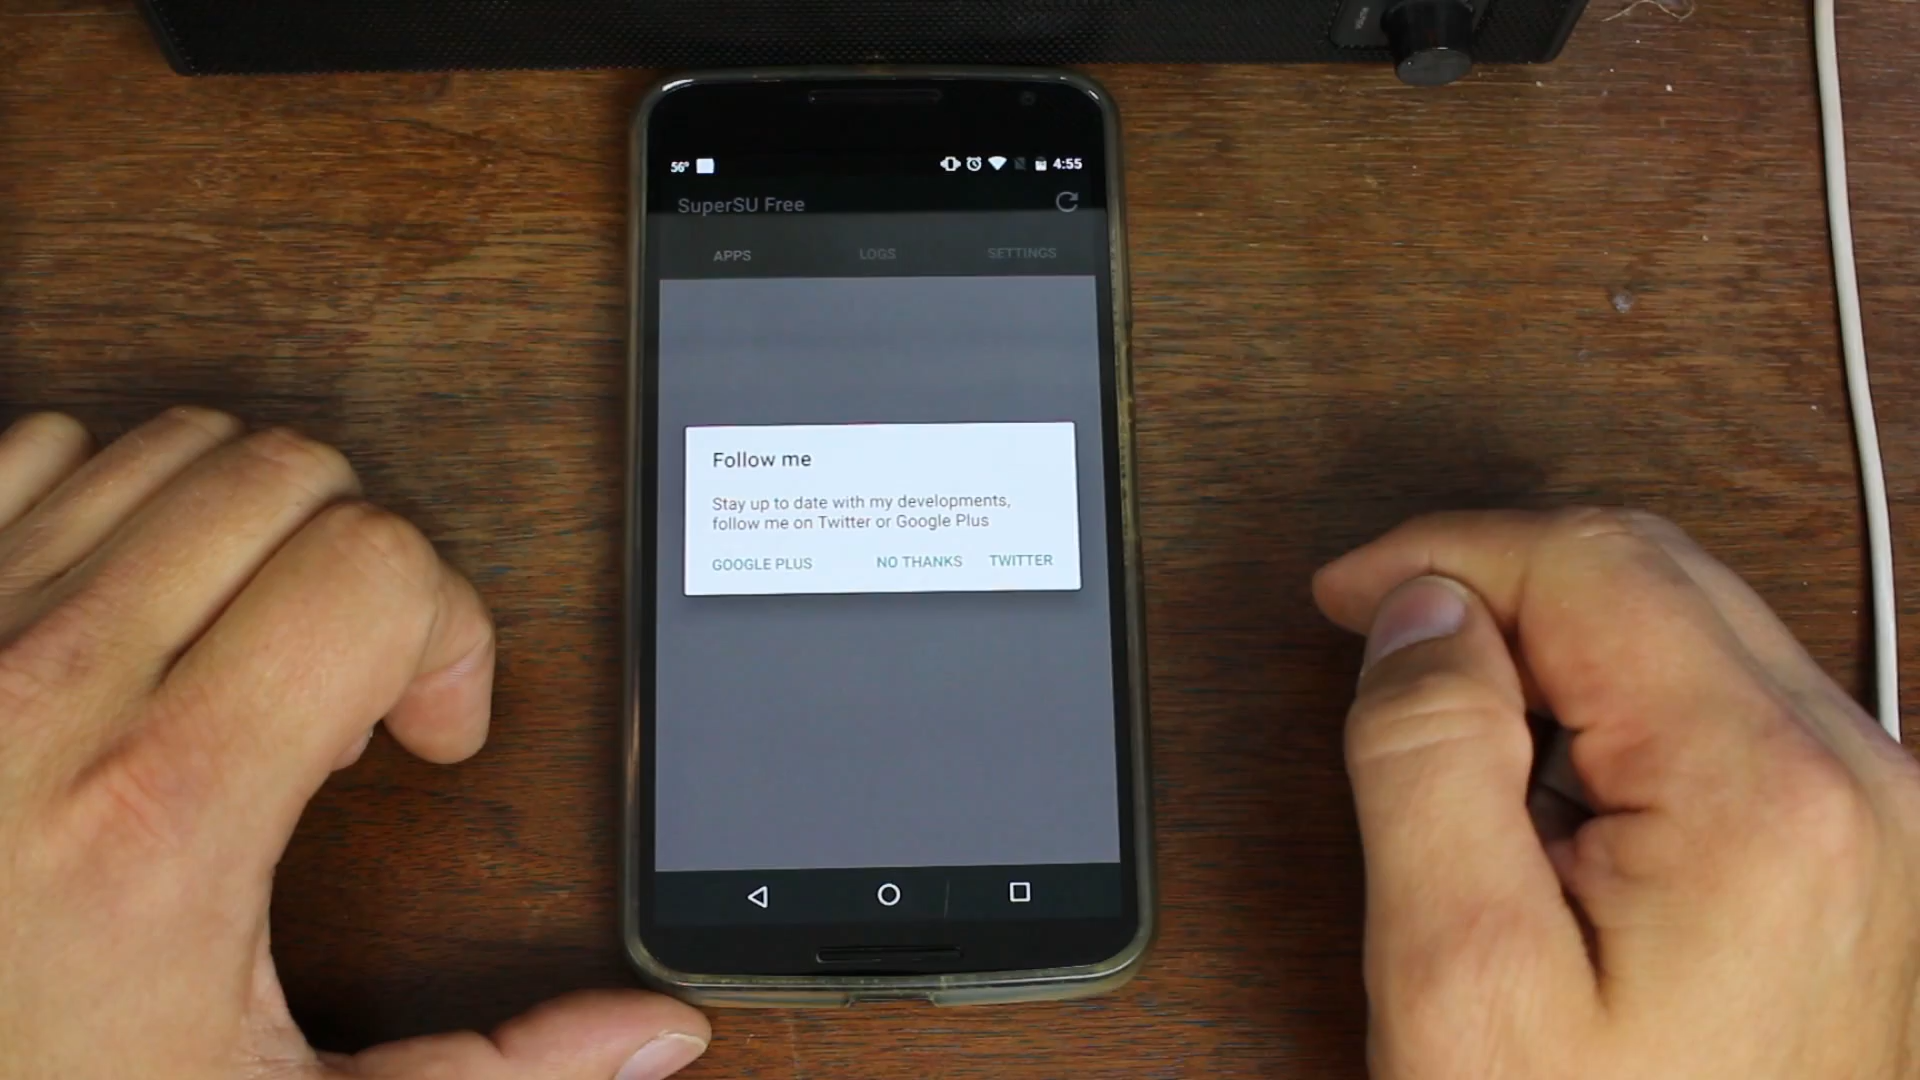 56° 4:55
SuperSU Free
APPS LOGS SETTINGS
Follow me
Stay up to date with my developments,
follow me on Twitter or Google Plus
GOOGLE PLUS NO THANKS TWITTER